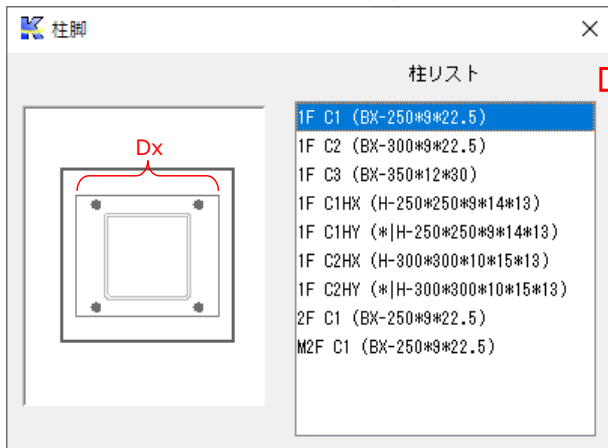 柱脚
柱リスト
Dx
1F C1 (BX-250*9*22.5)
1F C2 (BX-300*9*22.5)
1F C3 (BX-350*12*30)
1F C1HX (H-250*250*9*14*13)
1F C1HY (*|H-250*250*9*14*13)
1F C2HX (H-300*300*10*15*13)
1F C2HY (*|H-300*300*10*15*13)
2F C1 (BX-250*9*22.5)
M2F C1 (BX-250*9*22.5)